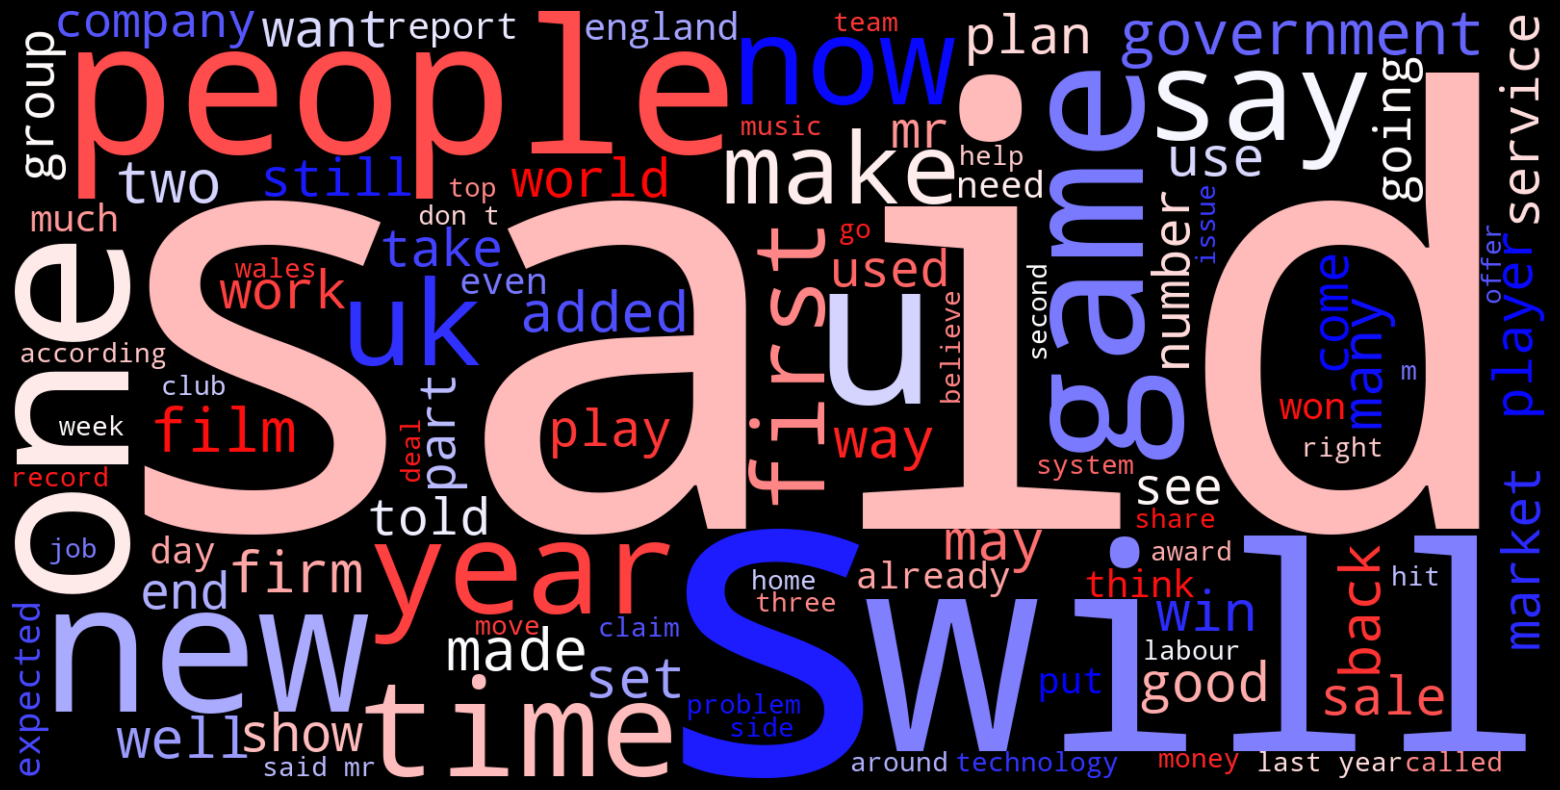 company
want
report
england
team
plan
government
service
group
people
now
say
going
music
mr
make
help
need
use
game
two
still
top
world
much
don t
said
take
first
go
used
number
issue
offer
one
wales
work
even
uk
added
u
believe
second
come
many
player
m
according
club
week
film
part
deal
play
way
won
right
record
system
see
share
told
market
job
day
firm
year
s
may
already
award
think
will
back
hit
end
home
three
win
new
move
claim
made
set
labour
put
good
sale
expected
well
show
time
problem
side
said mr
around
technology
money
last year
called